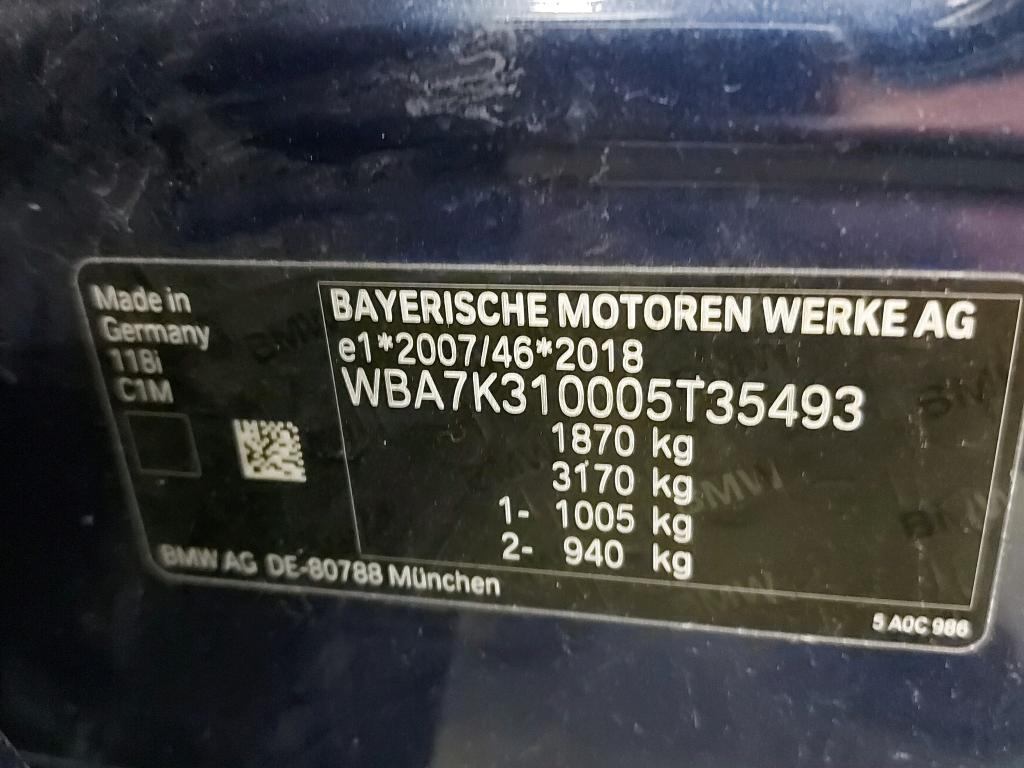 Made in
Germany
118i
C1M
BAYERISCHE MOTOREN WERKE AG
e1*2007/46*2018
WBA7K310005T35493
1870 kg
3170 kg
1- 1005 kg
2- 940 kg
BMW AG DE-80788 München
5 A0C 986